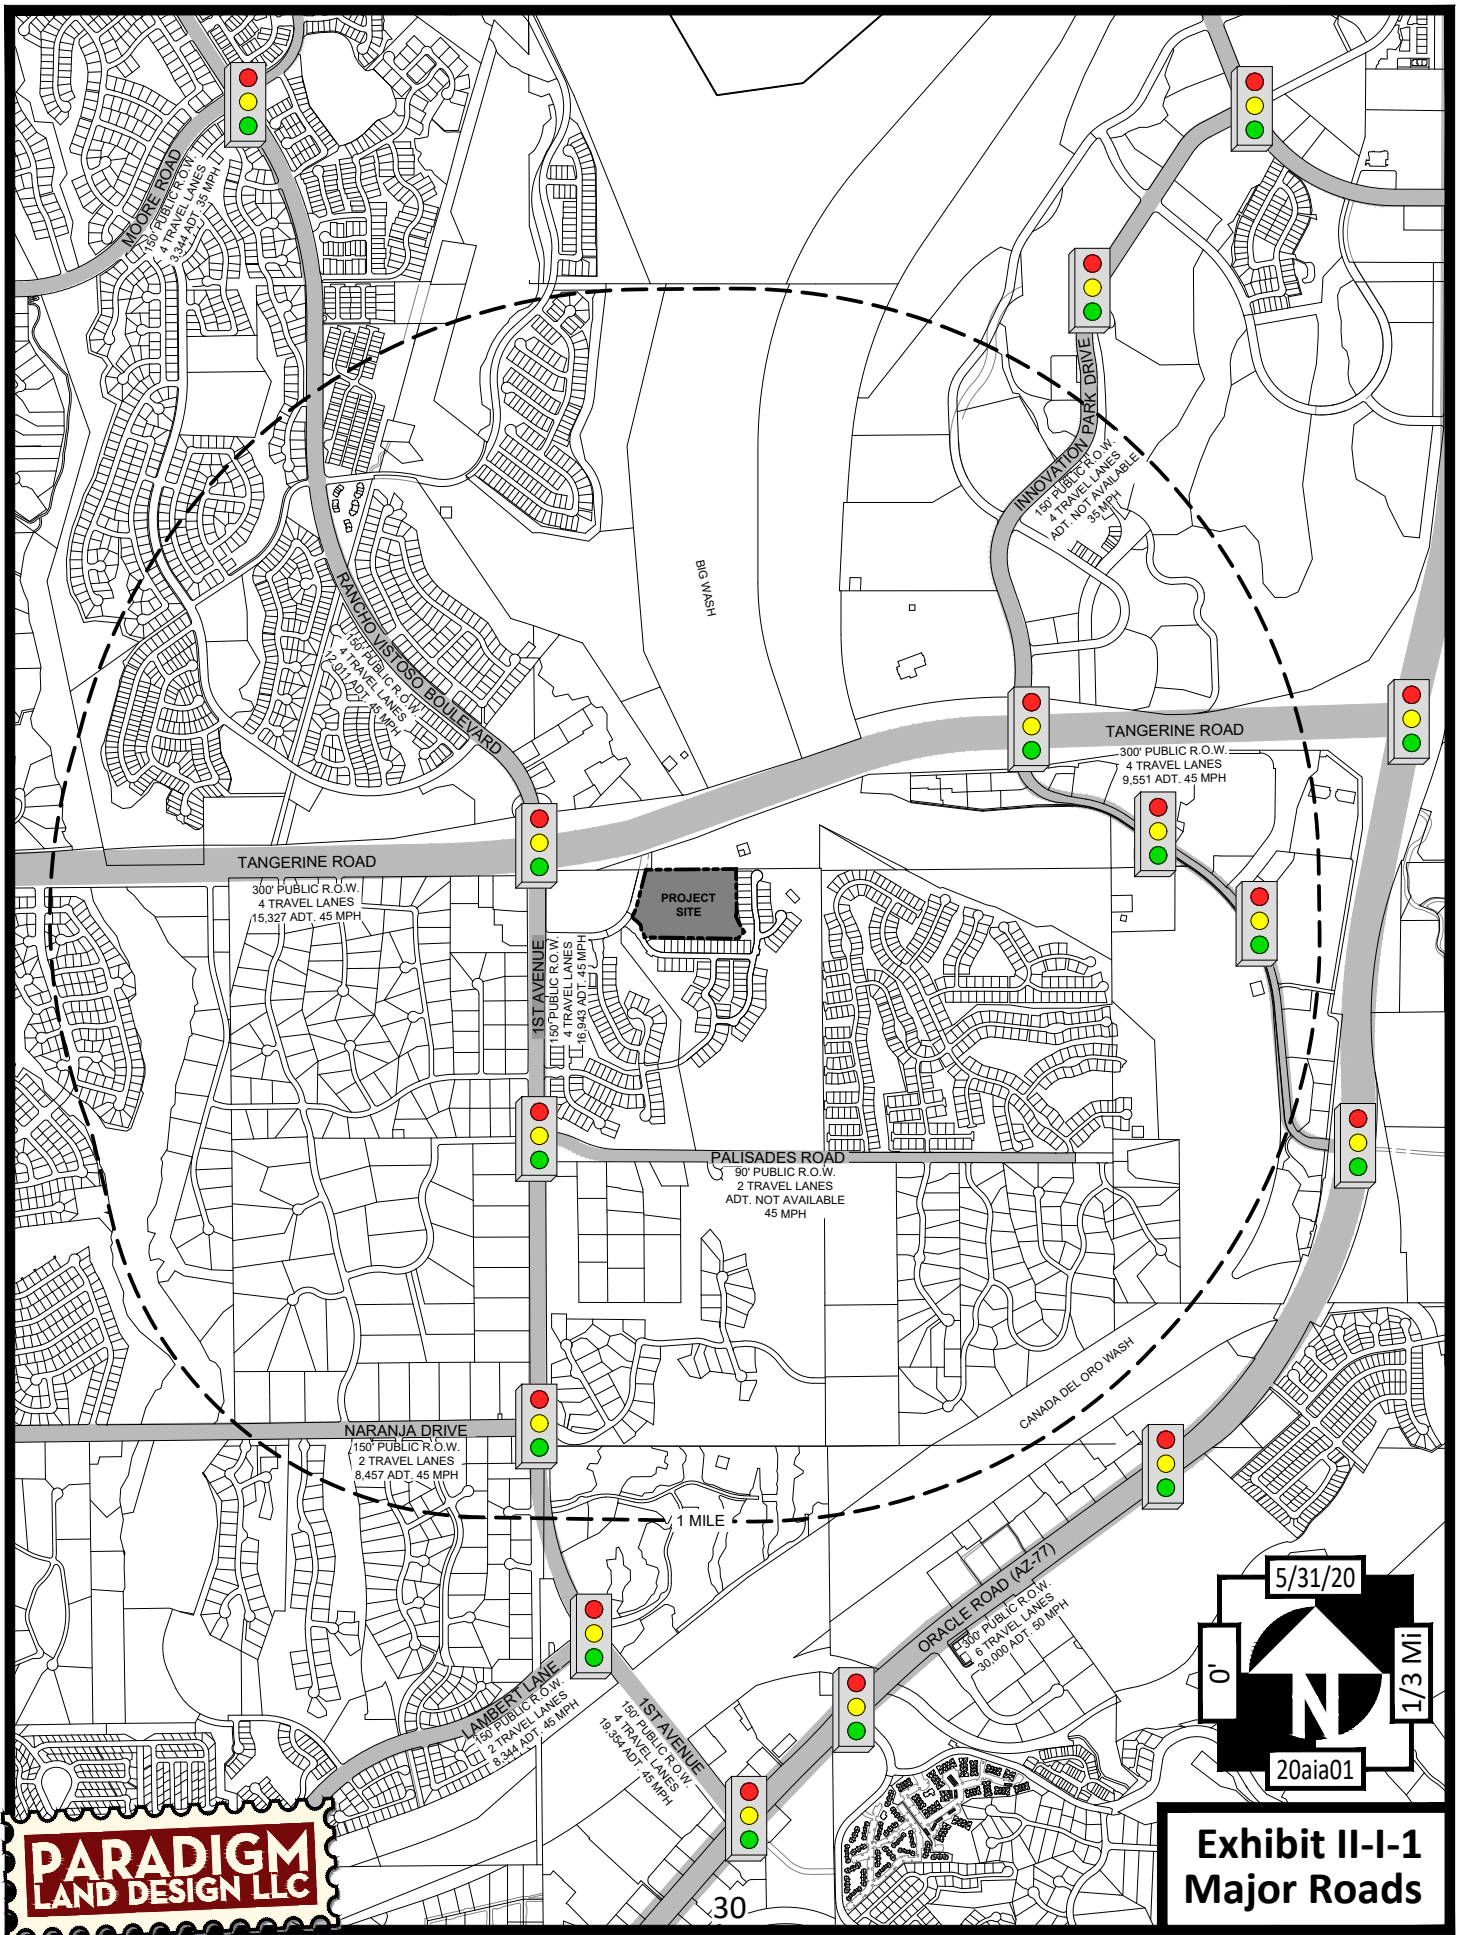 MOORE ROAD
150' PUBLIC R.O.W.
4 TRAVEL LANES
3,344 ADT. 35 MPH
INNOVATION PARK DRIVE
150' PUBLIC R.O.W.
4 TRAVEL LANES
ADT. NOT AVAILABLE
35 MPH
BIG WASH
RANCHO VISTOSO BOULEVARD
150' PUBLIC R.O.W.
4 TRAVEL LANES
12,011 ADT. 45 MPH
TANGERINE ROAD
300' PUBLIC R.O.W.
4 TRAVEL LANES
9,551 ADT. 45 MPH
TANGERINE ROAD
300' PUBLIC R.O.W.
4 TRAVEL LANES
15,327 ADT. 45 MPH
PROJECT
SITE
1ST AVENUE
150' PUBLIC R.O.W.
4 TRAVEL LANES
16,943 ADT. 45 MPH
PALISADES ROAD
90' PUBLIC R.O.W.
2 TRAVEL LANES
ADT. NOT AVAILABLE
45 MPH
CANADA DEL ORO WASH
NARANJA DRIVE
150' PUBLIC R.O.W.
2 TRAVEL LANES
8,457 ADT. 45 MPH
1 MILE
ORACLE ROAD (AZ-77)
300' PUBLIC R.O.W.
6 TRAVEL LANES
30,000 ADT. 50 MPH
LAMBERT LANE
150' PUBLIC R.O.W.
2 TRAVEL LANES
8,344 ADT. 45 MPH
1ST AVENUE
150' PUBLIC R.O.W.
4 TRAVEL LANES
19,354 ADT. 45 MPH
5/31/20
0'
1/3 Mi
N
20aia01
PARADIGM
LAND DESIGN LLC
30
Exhibit II-I-1
Major Roads